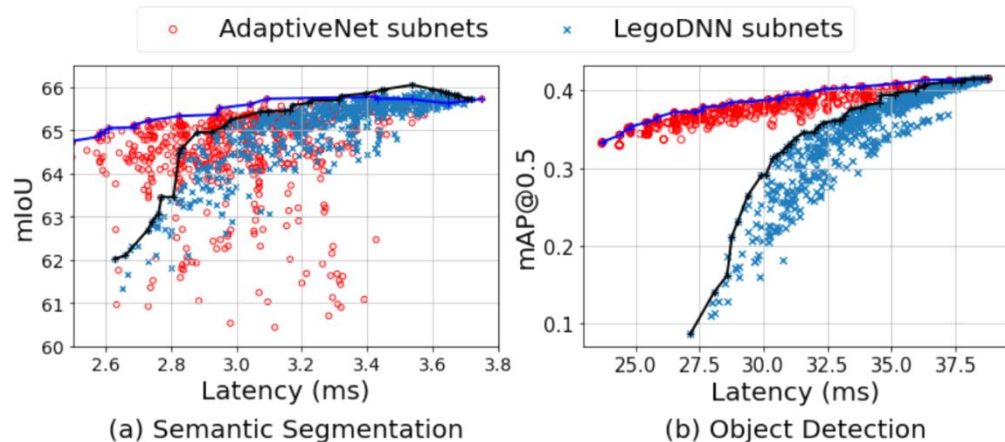 AdaptiveNet subnets LegoDNN subnets
66
65
64
63
62
61
60
mIoU
2.6 2.8 3.0 3.2 3.4 3.6 3.8
Latency (ms)
(a) Semantic Segmentation
0.4
0.3
0.2
0.1
mAP@0.5
25.0 27.5 30.0 32.5 35.0 37.5
Latency (ms)
(b) Object Detection